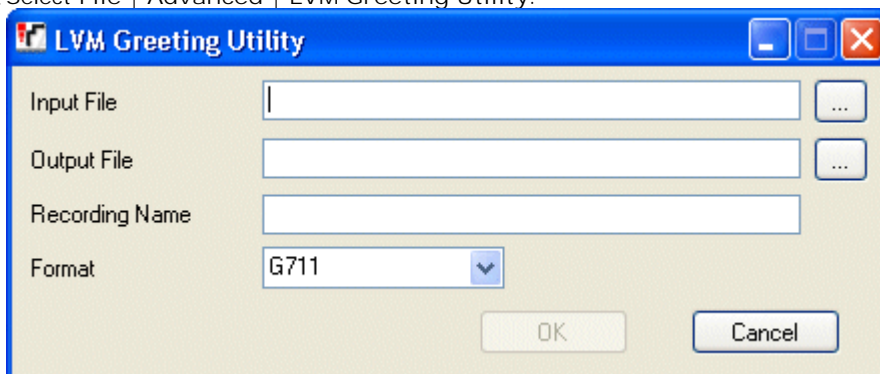 Select File | Advanced | LVM Greeting Utility.
LVM Greeting Utility
Input File ...
Output File ...
Recording Name
Format G711
OK Cancel